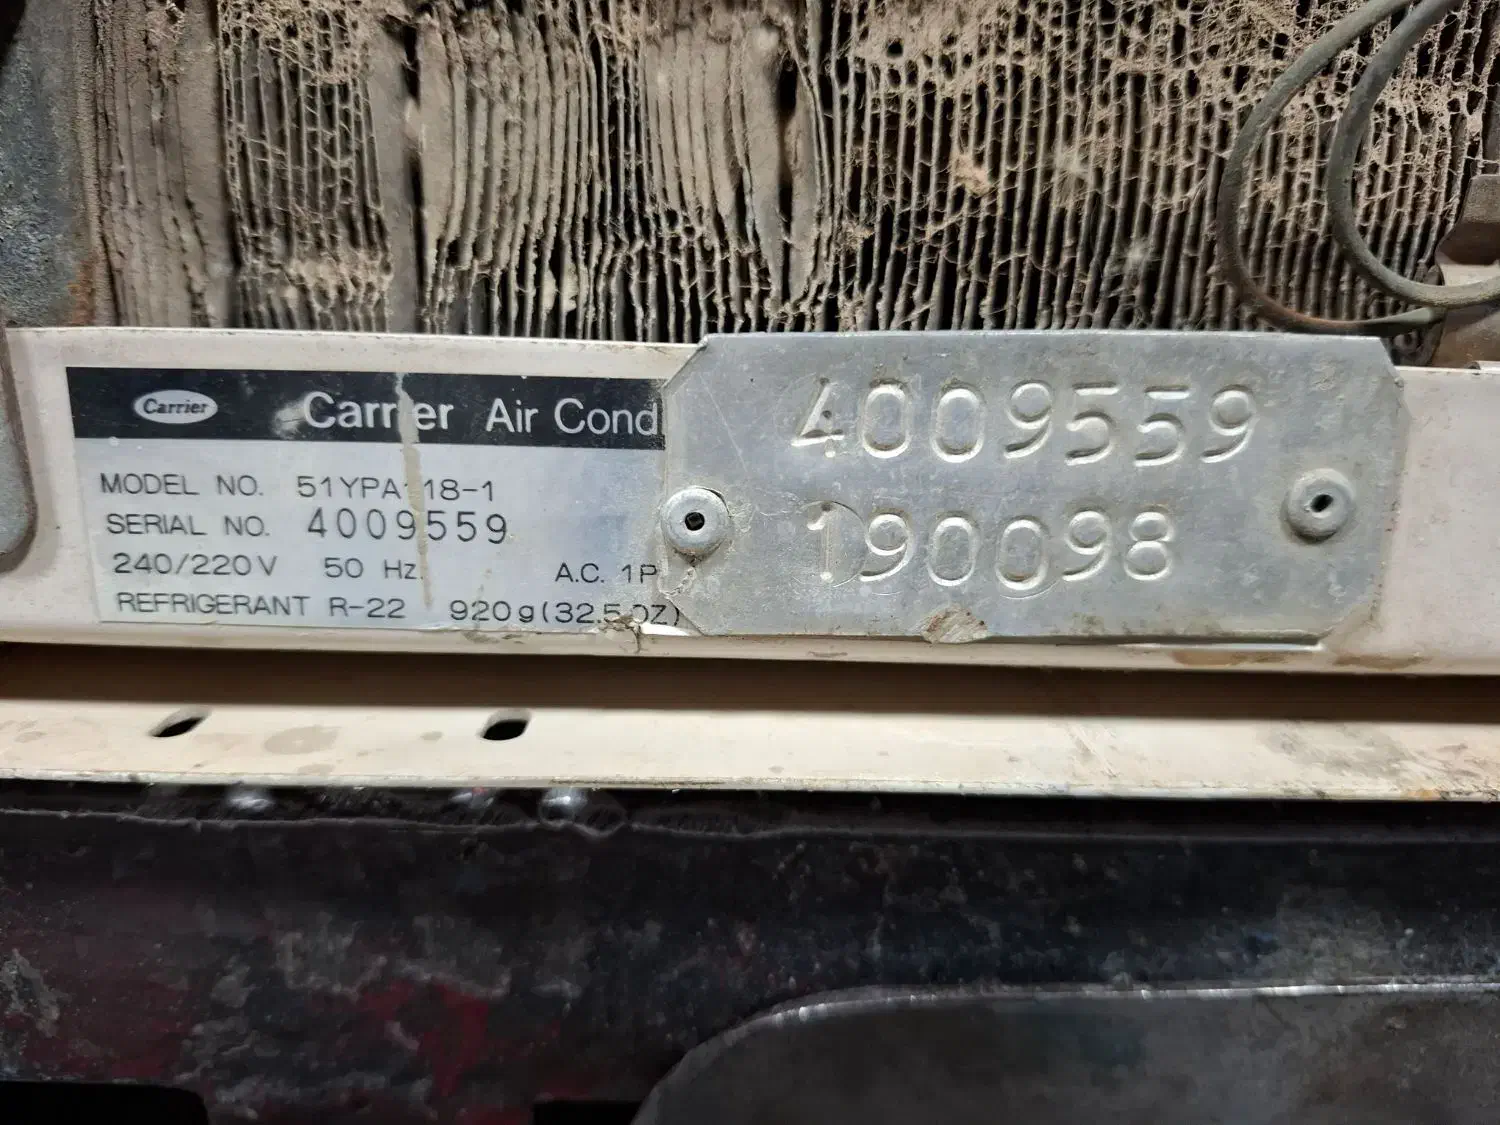 Carrier
Carrier Air Cond
MODEL NO. 51YPA118-1
SERIAL NO. 4009559
240/220V 50 Hz. A.C. 1P
REFRIGERANT R-22 920g(32.5OZ)
4009559
190098